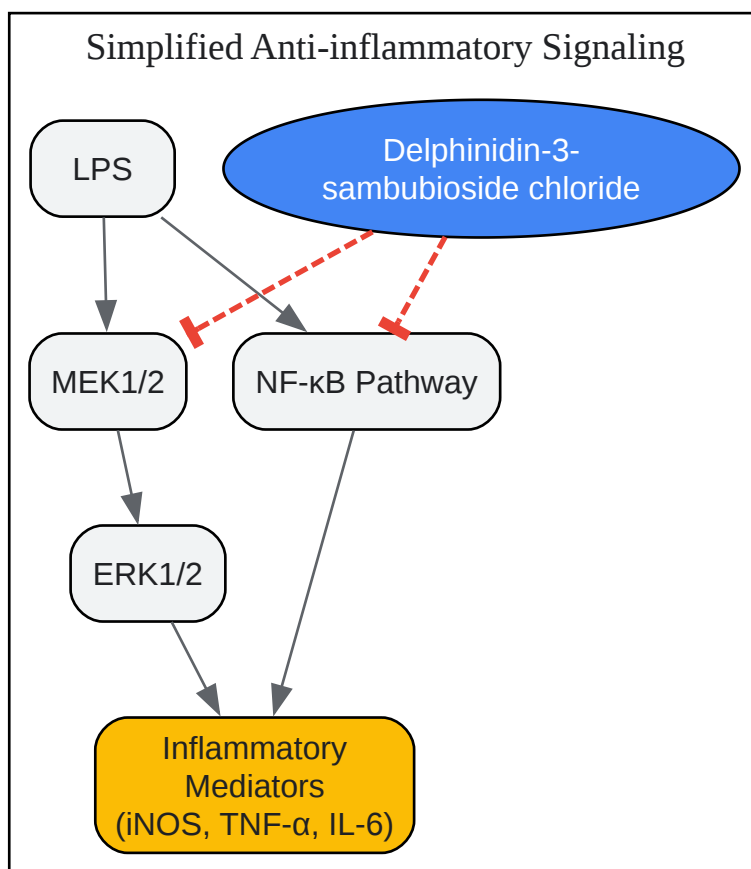 Simplified Anti-inflammatory Signaling
LPS
Delphinidin-3-
sambubioside chloride
MEK1/2
NF-κB Pathway
ERK1/2
Inflammatory
Mediators
(iNOS, TNF-α, IL-6)